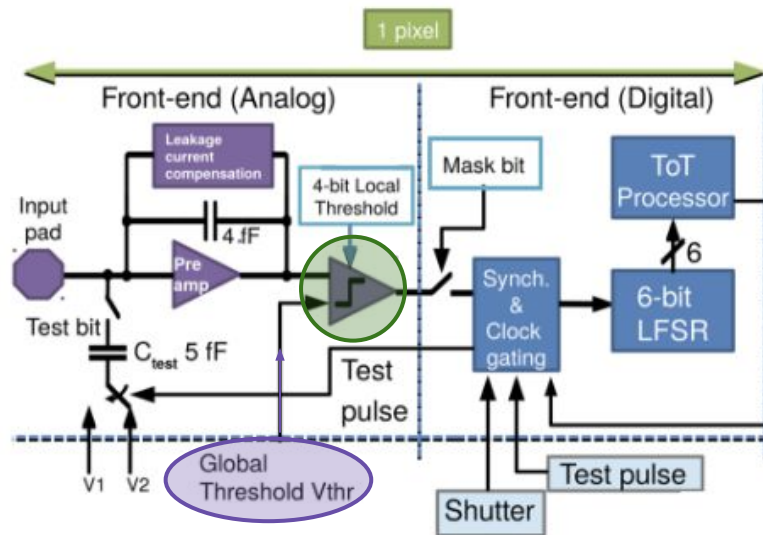 1 pixel
Front-end (Analog)
Front-end (Digital)
Leakage
current
compensation
4-bit Local
Threshold
Mask bit
ToT
Processor
Input
pad
4.fF
Pre
amp
6
Synch.
&
Clock
gating
6-bit
LFSR
Test bit
Ctest 5 fF
Test
pulse
V1
V2
Global
Threshold Vthr
Test pulse
Shutter